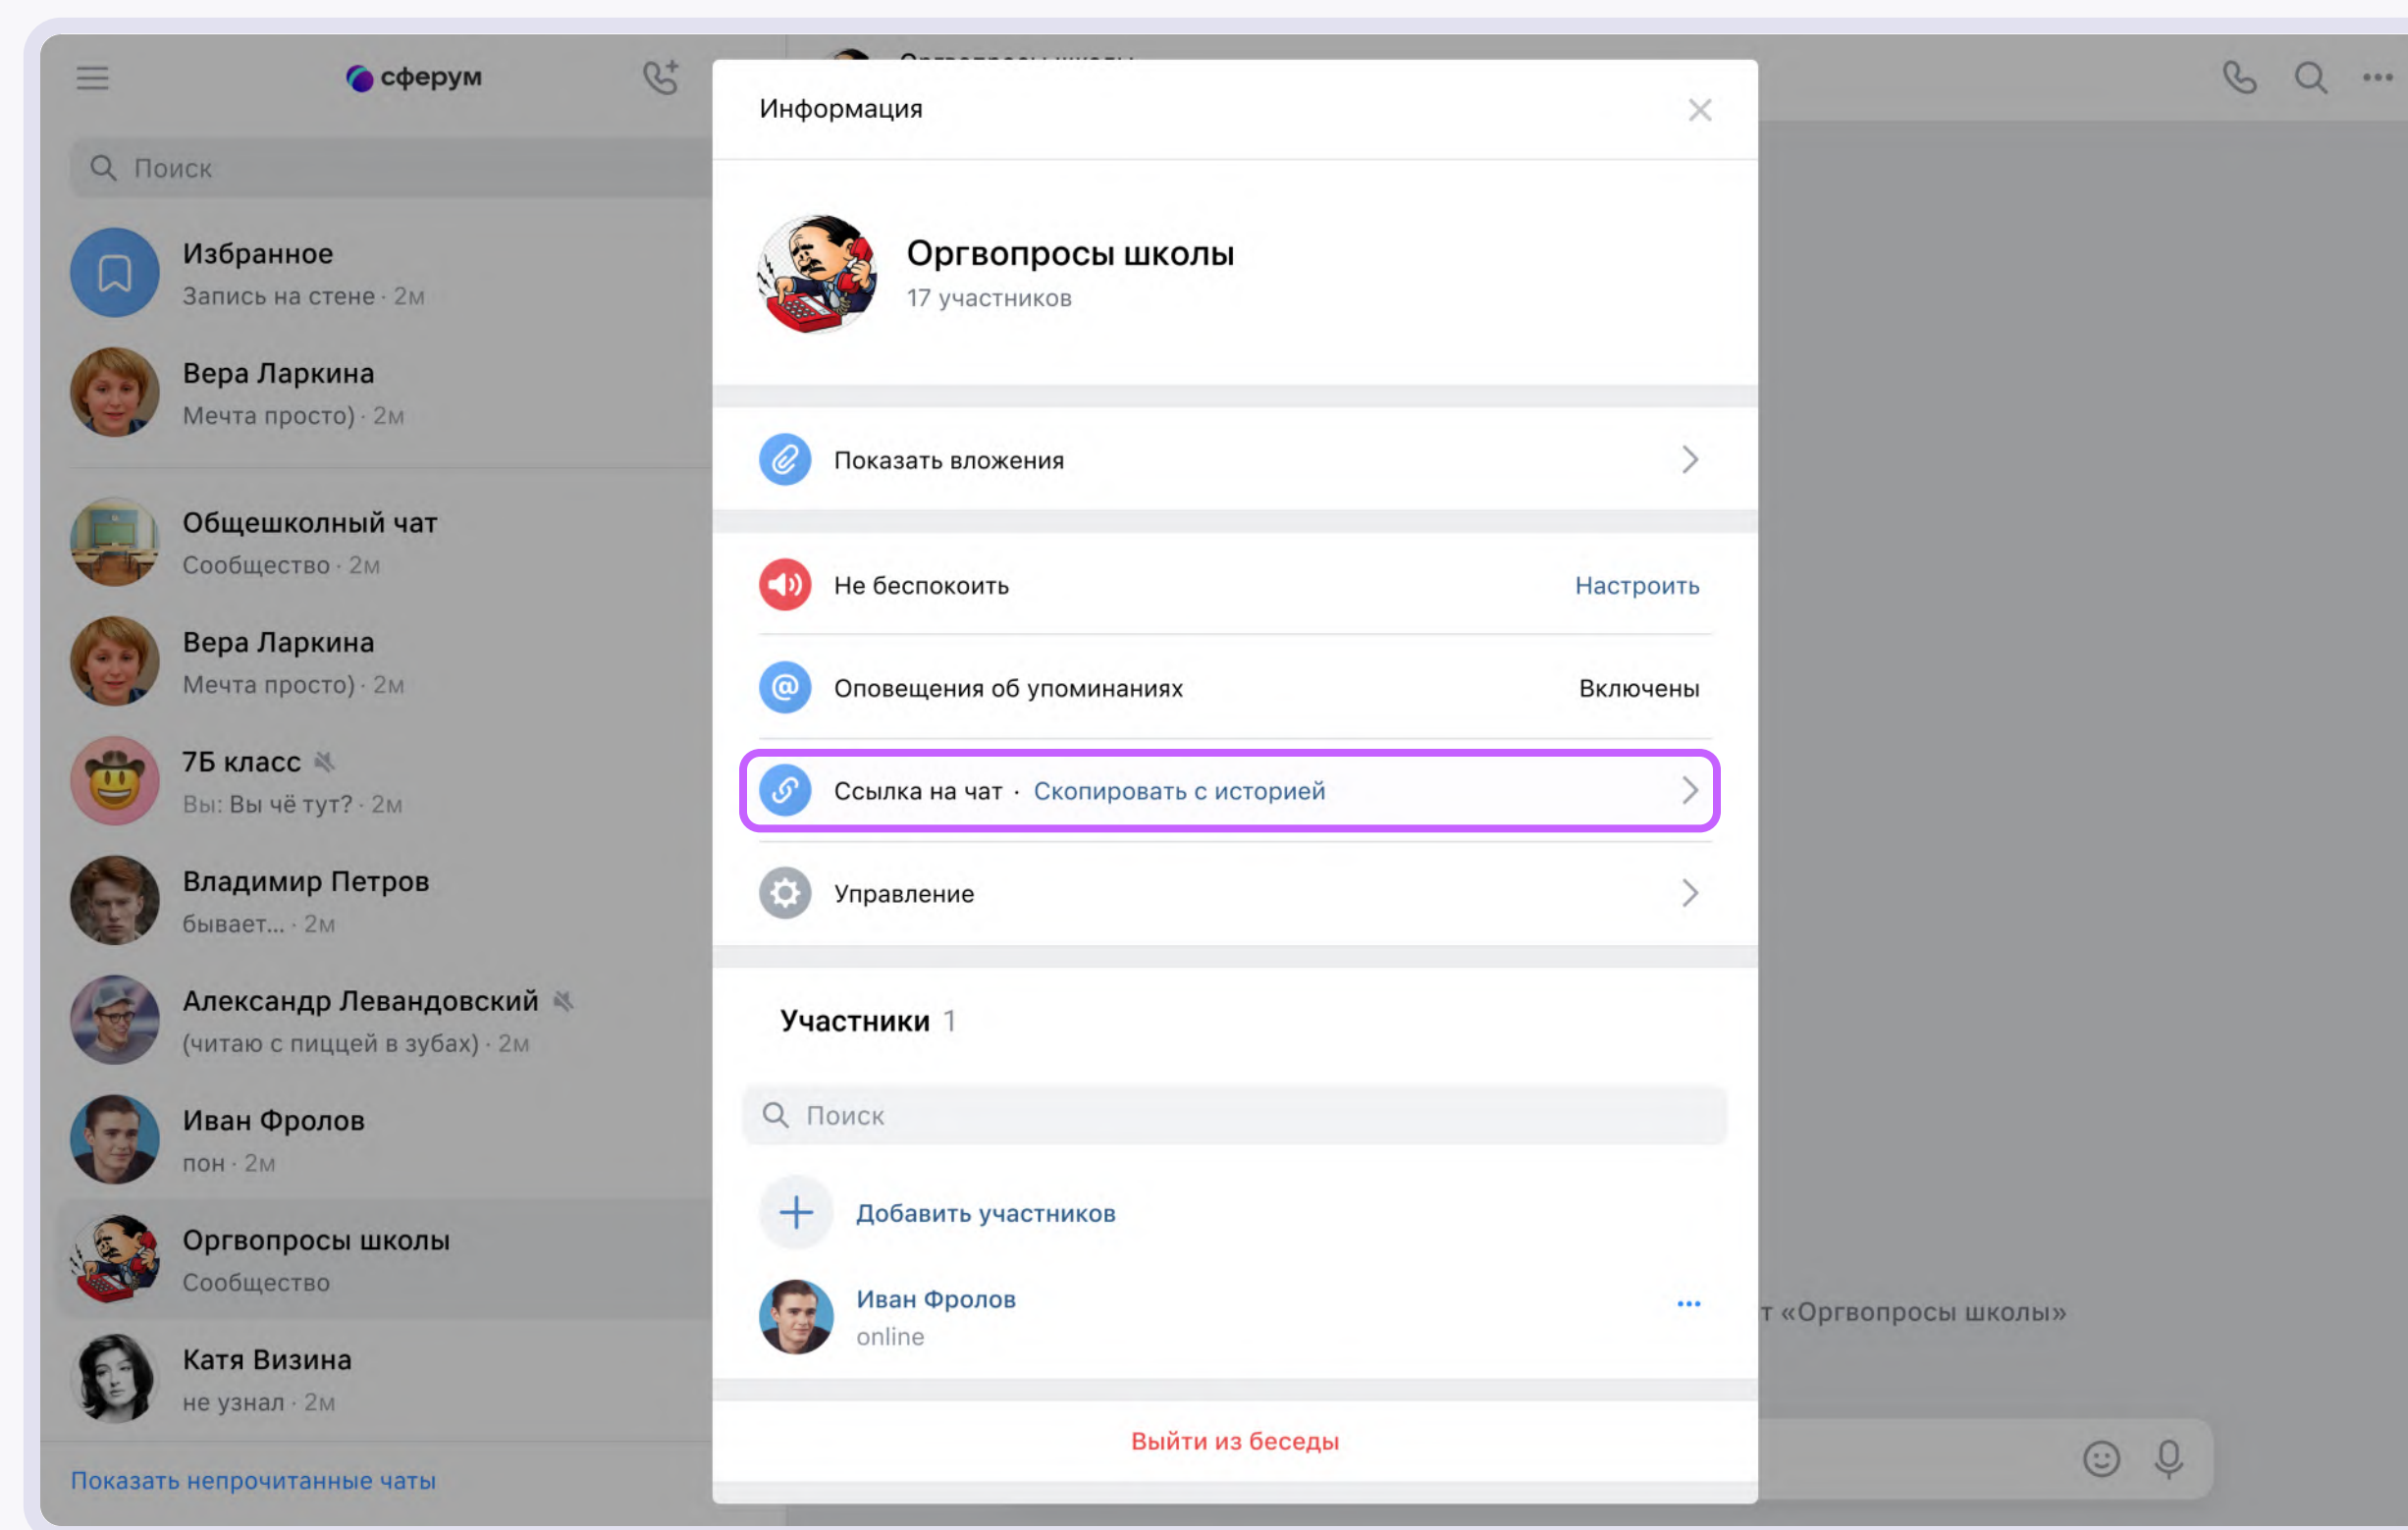 сферум
Поиск
Избранное
Запись на стене · 2м
Вера Ларкина
Мечта просто) · 2м
Общешколный чат
Сообщество · 2м
Вера Ларкина
Мечта просто) · 2м
7Б класс
Вы: Вы чё тут? · 2м
Владимир Петров
бывает... · 2м
Александр Левандовский
(читаю с пиццей в зубах) · 2м
Иван Фролов
пон · 2м
Оргвопросы школы
Сообщество
Катя Визина
не узнал · 2м
Показать непрочитанные чаты
Оргвопросы школы
Информация
Оргвопросы школы
17 участников
Показать вложения
Не беспокоить Настроить
Оповещения об упоминаниях Включены
Ссылка на чат · Скопировать с историей
Управление
Участники 1
Поиск
Добавить участников
Иван Фролов
online
Выйти из беседы
т «Оргвопросы школы»